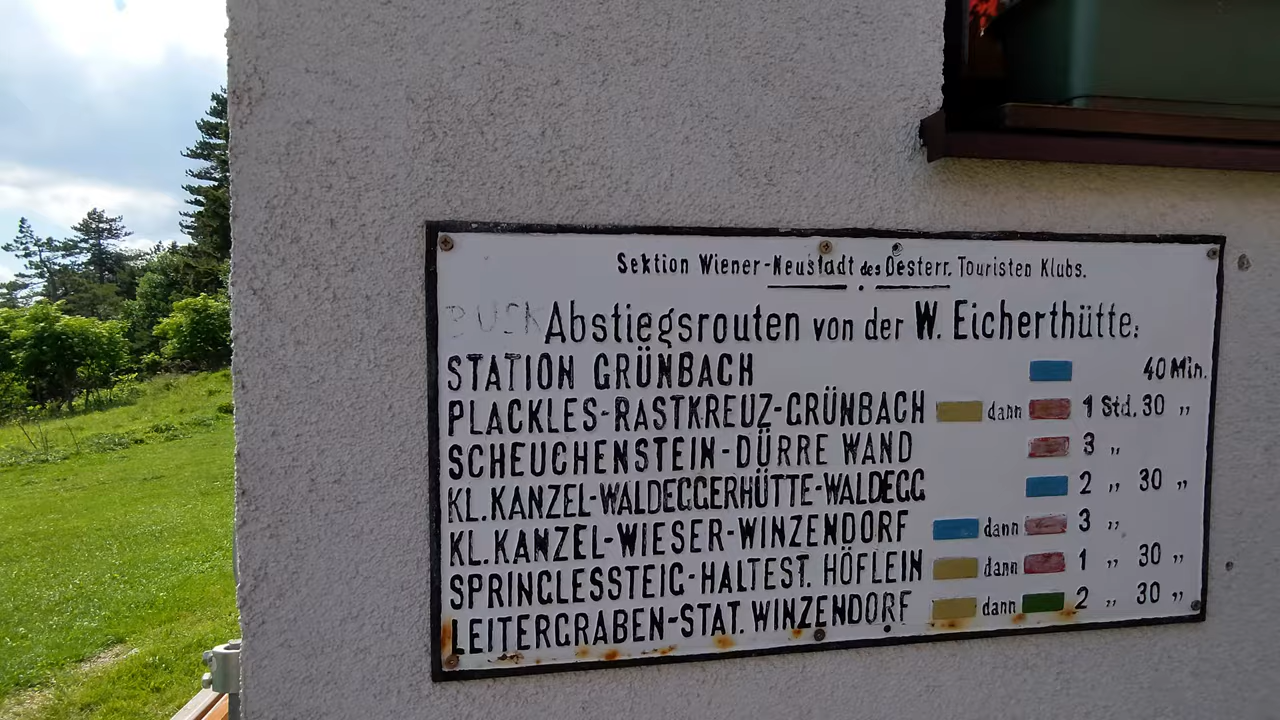 Sektion Wiener-Neustadt des Oesterr. Touristen Klubs.
Abstiegsrouten von der W. Eicherthütte:
STATION GRÜNBACH 40 Min.
PLACKLES-RASTKREUZ-GRÜNBACH dann 1 Std. 30 „
SCHEUCHENSTEIN-DÜRRE WAND 3 „
KL. KANZEL-WALDEGGERHÜTTE-WALDEGG 2 „ 30 „
KL. KANZEL-WIESER-WINZENDORF dann 3 „
SPRINGLESSTEIG-HALTEST. HÖFLEIN dann 1 „ 30 „
LEITERGRABEN-STAT. WINZENDORF dann 2 „ 30 „